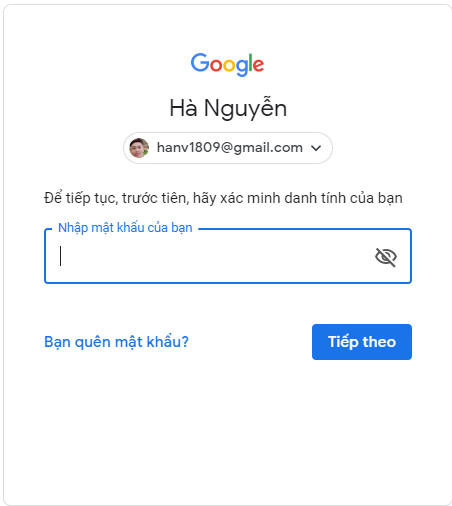 Google
Hà Nguyễn
hanv1809@gmail.com
Để tiếp tục, trước tiên, hãy xác minh danh tính của bạn
Nhập mật khẩu của bạn
Bạn quên mật khẩu?
Tiếp theo